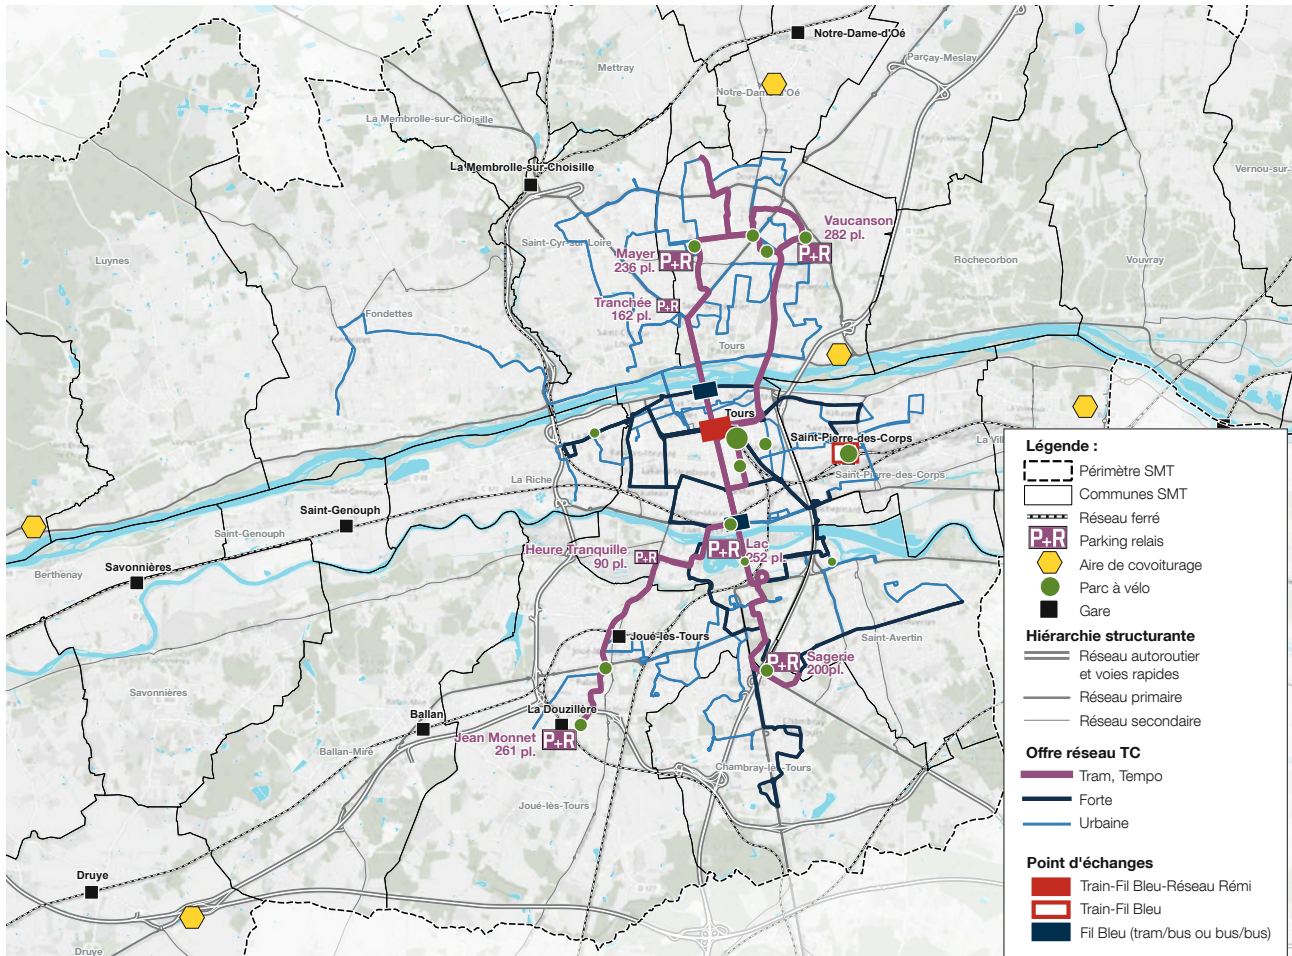 Notre-Dame-d'Oé
Parçay-Meslay
Mettray
Notre-Dame-d'Oé
La Membrolle-sur-Choisille
La Membrolle-sur-Choisille
Vernou-sur-
Vaucanson
282 pl.
P+R
Saint-Cyr-sur-Loire
Mayer
236 pl.
P+R
Luynes
Rochecorbon
Vouvray
Tranchée
162 pl.
P+R
Fondettes
Tours
Tours
Saint-Pierre-des-Corps
La Vill
Saint-Pierre-des-Corps
La Riche
Saint-Genouph
Saint-Genouph
Heure Tranquille
90 pl.
P+R
P+R
Lac
252 pl.
Savonnières
Berthenay
Joué-lès-Tours
Saint-Avertin
P+R
Sagerie
200pl.
Savonnières
Ballan
La Douzillère
Jean Monnet
261 pl.
P+R
Ballan-Miré
Chambray-lès-Tours
Joué-lès-Tours
Druye
Druye
Légende :
Périmètre SMT
Communes SMT
Réseau ferré
P+R
Parking relais
Aire de covoiturage
Parc à vélo
Gare
Hiérarchie structurante
Réseau autoroutier
et voies rapides
Réseau primaire
Réseau secondaire
Offre réseau TC
Tram, Tempo
Forte
Urbaine
Point d'échanges
Train-Fil Bleu-Réseau Rémi
Train-Fil Bleu
Fil Bleu (tram/bus ou bus/bus)